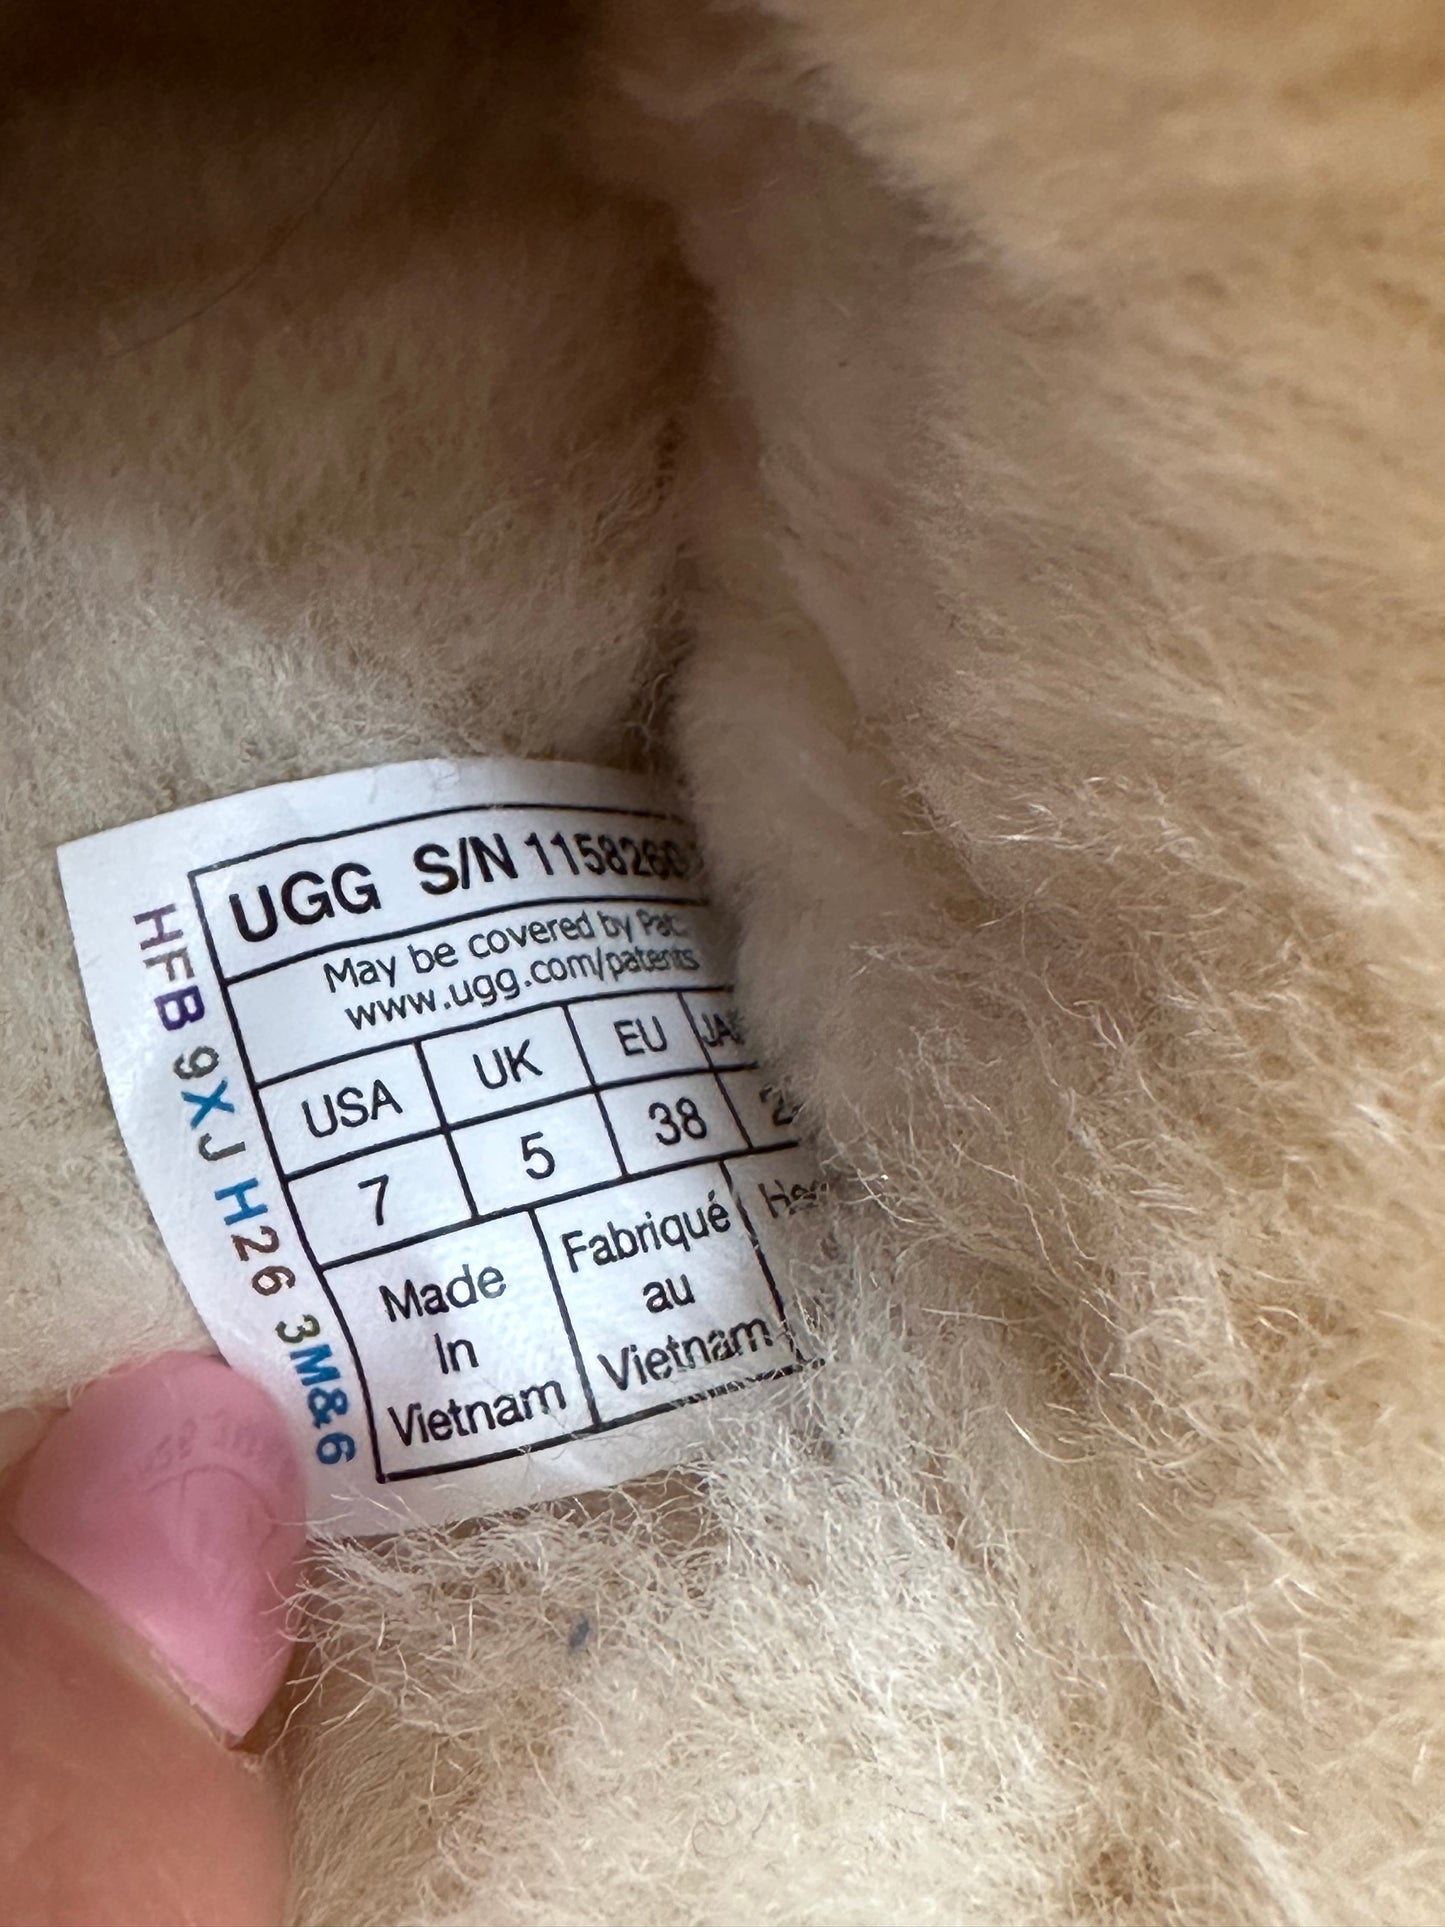 UGG S/N 1158260
May be covered by Pat.
www.ugg.com/patents
USA UK EU
7 5 38
Made
In
Vietnam
Fabriqué
au
Vietnam
HFB 9XJ H26 3M&6